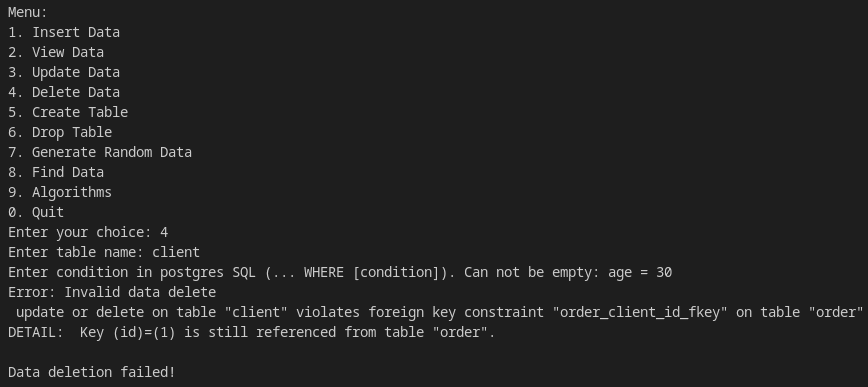 Menu:
1. Insert Data
2. View Data
3. Update Data
4. Delete Data
5. Create Table
6. Drop Table
7. Generate Random Data
8. Find Data
9. Algorithms
0. Quit
Enter your choice: 4
Enter table name: client
Enter condition in postgres SQL (... WHERE [condition]). Can not be empty: age = 30
Error: Invalid data delete
 update or delete on table "client" violates foreign key constraint "order_client_id_fkey" on table "order"
DETAIL:  Key (id)=(1) is still referenced from table "order".

Data deletion failed!